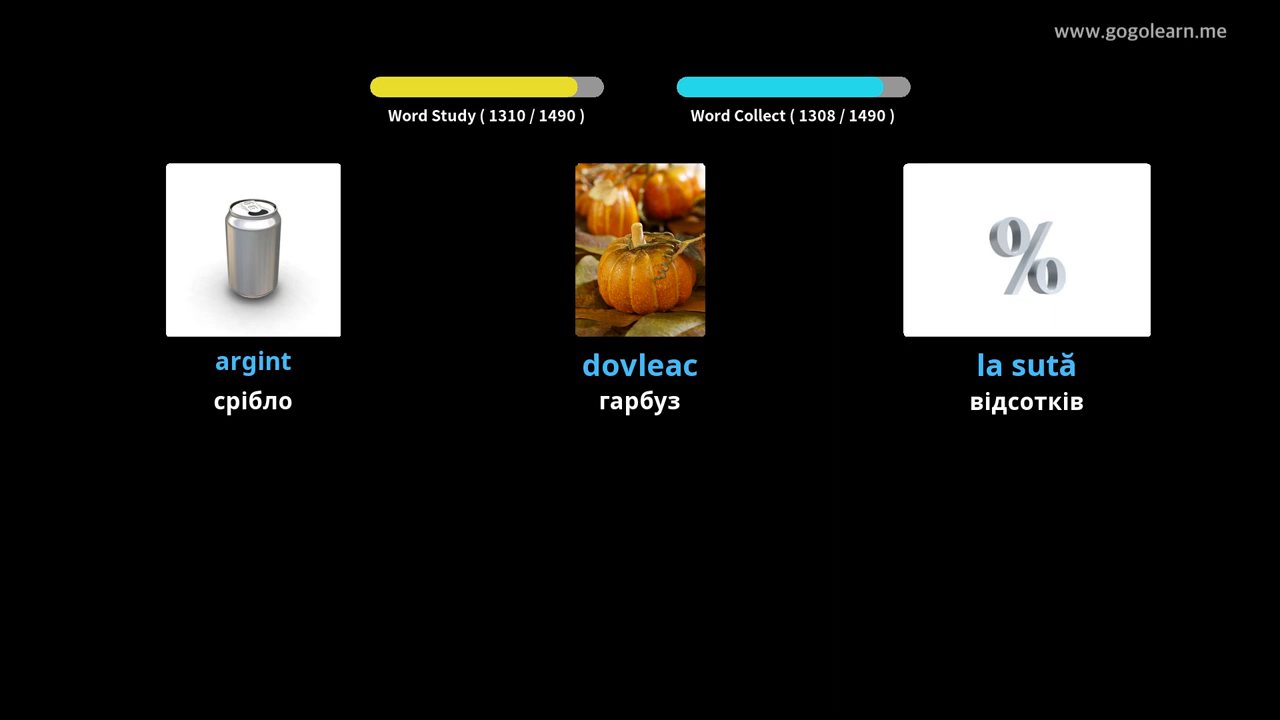 www.gogolearn.me
Word Study ( 1310 / 1490 )
Word Collect ( 1308 / 1490 )
argint
срібло
dovleac
гарбуз
la sută
відсотків